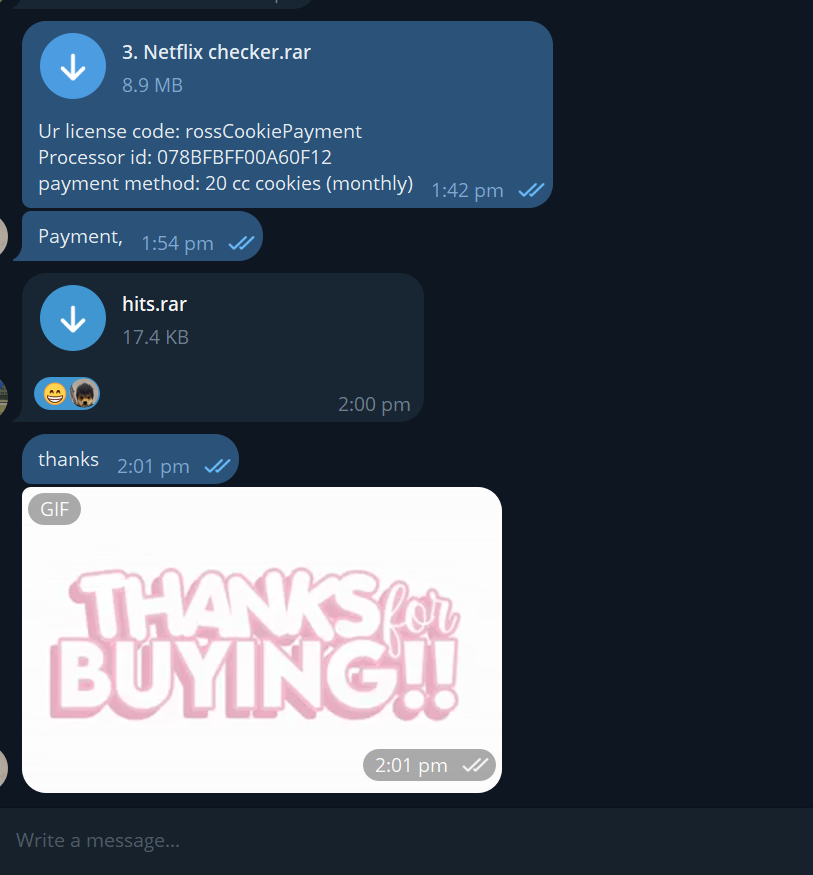 3. Netflix checker.rar
8.9 MB
Ur license code: rossCookiePayment
Processor id: 078BFBFF00A60F12
payment method: 20 cc cookies (monthly)
1:42 pm
Payment,
1:54 pm
hits.rar
17.4 KB
2:00 pm
thanks
2:01 pm
GIF
THANKS for
BUYING!!
2:01 pm
Write a message...